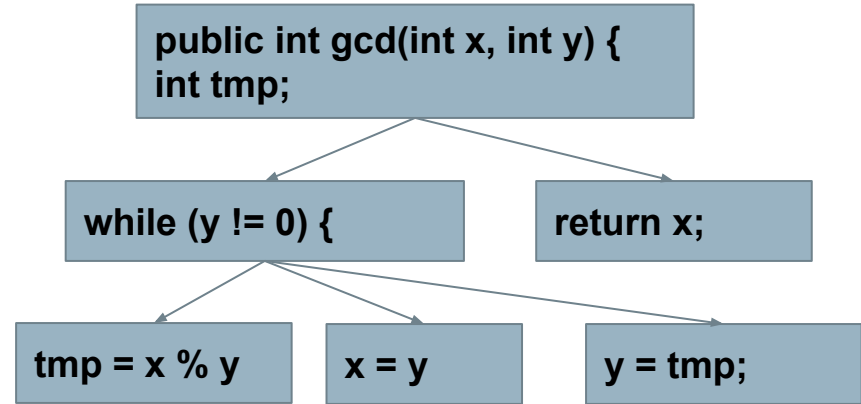 public int gcd(int x, int y) {
int tmp;
while (y != 0) {
return x;
tmp = x % y
x = y
y = tmp;